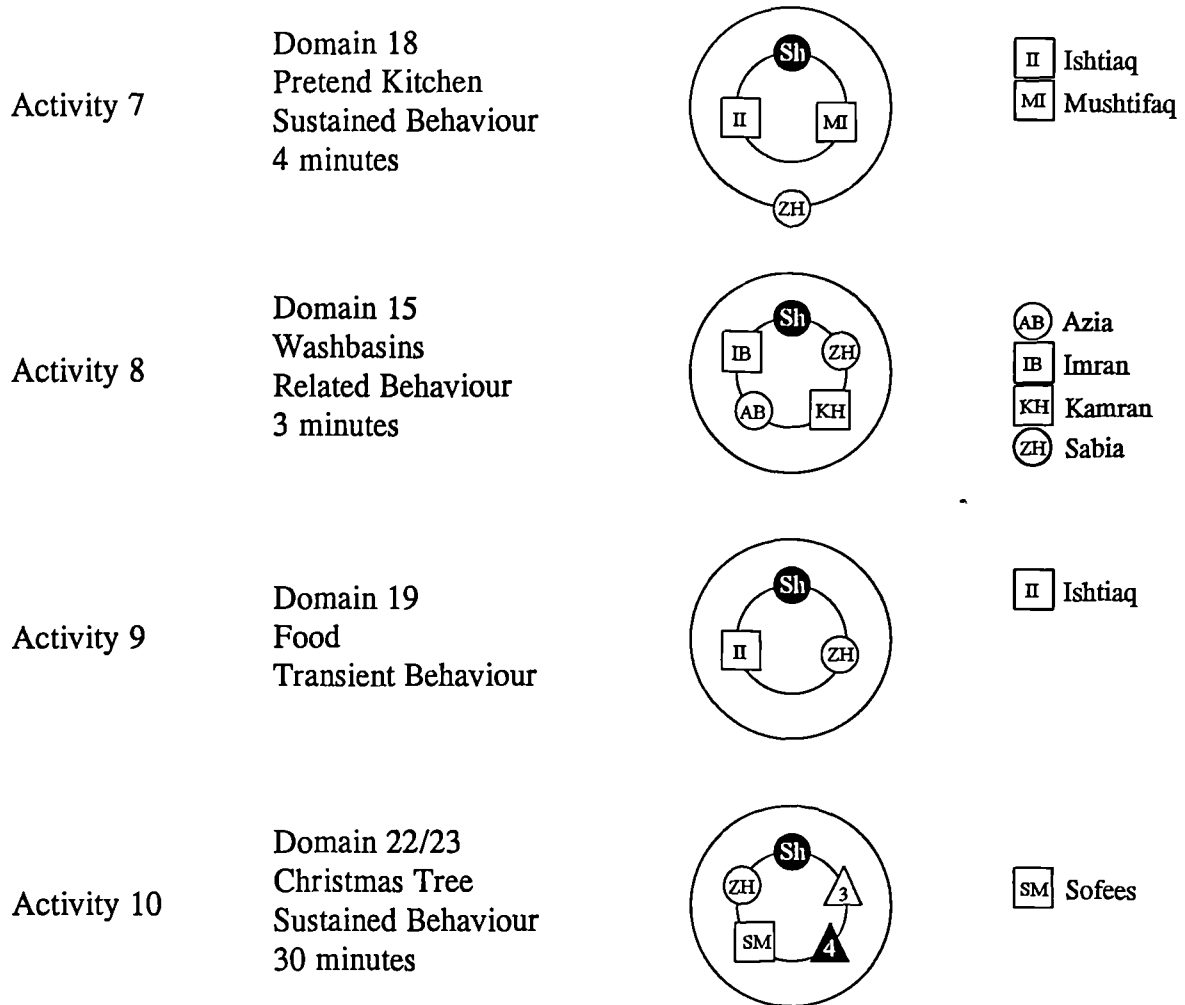 Activity 7
Domain 18
Pretend Kitchen
Sustained Behaviour
4 minutes
Sh
II
MI
ZH
II Ishtiaq
MI Mushtifaq
Activity 8
Domain 15
Washbasins
Related Behaviour
3 minutes
Sh
IB
ZH
AB
KH
AB Azia
IB Imran
KH Kamran
ZH Sabia
Activity 9
Domain 19
Food
Transient Behaviour
Sh
II
ZH
II Ishtiaq
Activity 10
Domain 22/23
Christmas Tree
Sustained Behaviour
30 minutes
Sh
ZH
3
SM
4
SM Sofees